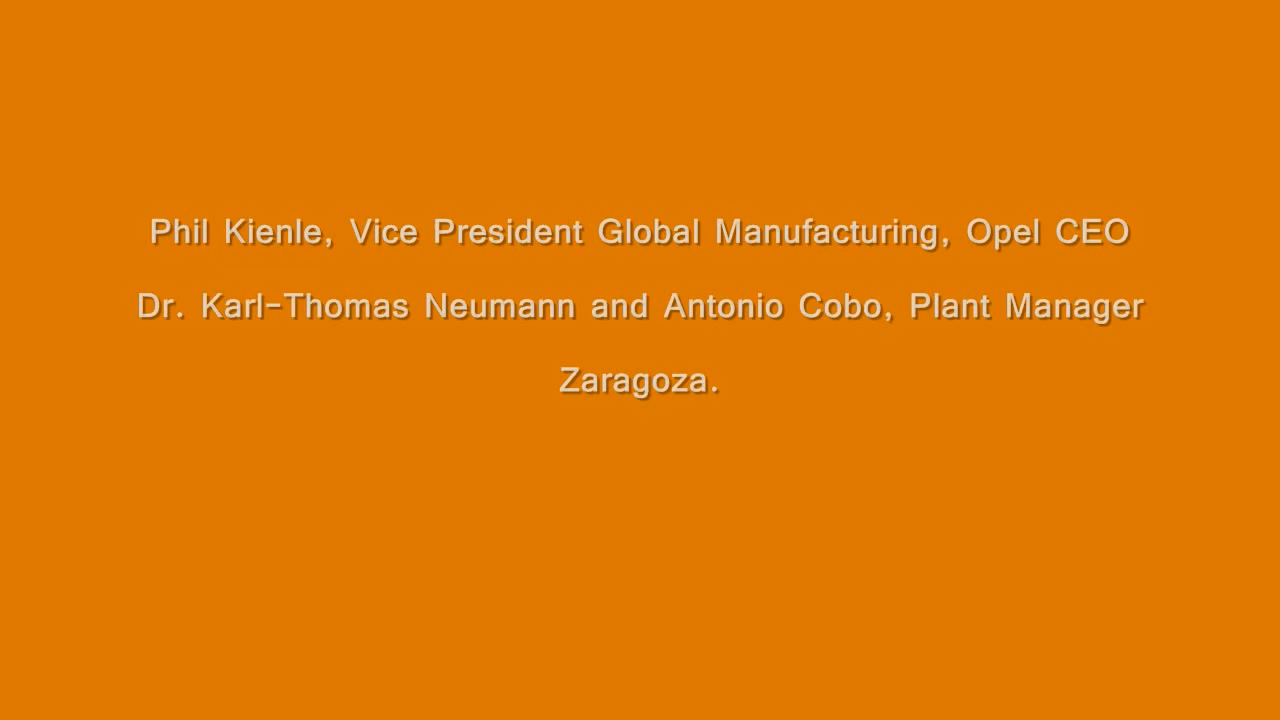 Phil Kienle, Vice President Global Manufacturing, Opel CEO
Dr. Karl-Thomas Neumann and Antonio Cobo, Plant Manager
Zaragoza.